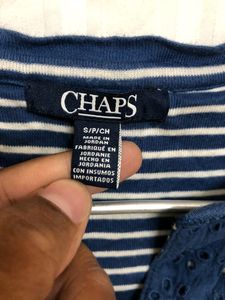 CHAPS
S/P/CH
MADE IN
JORDAN
FABRIQUÉ EN
JORDANIE
HECHO EN
JORDANIA
CON INSUMOS
IMPORTADOS